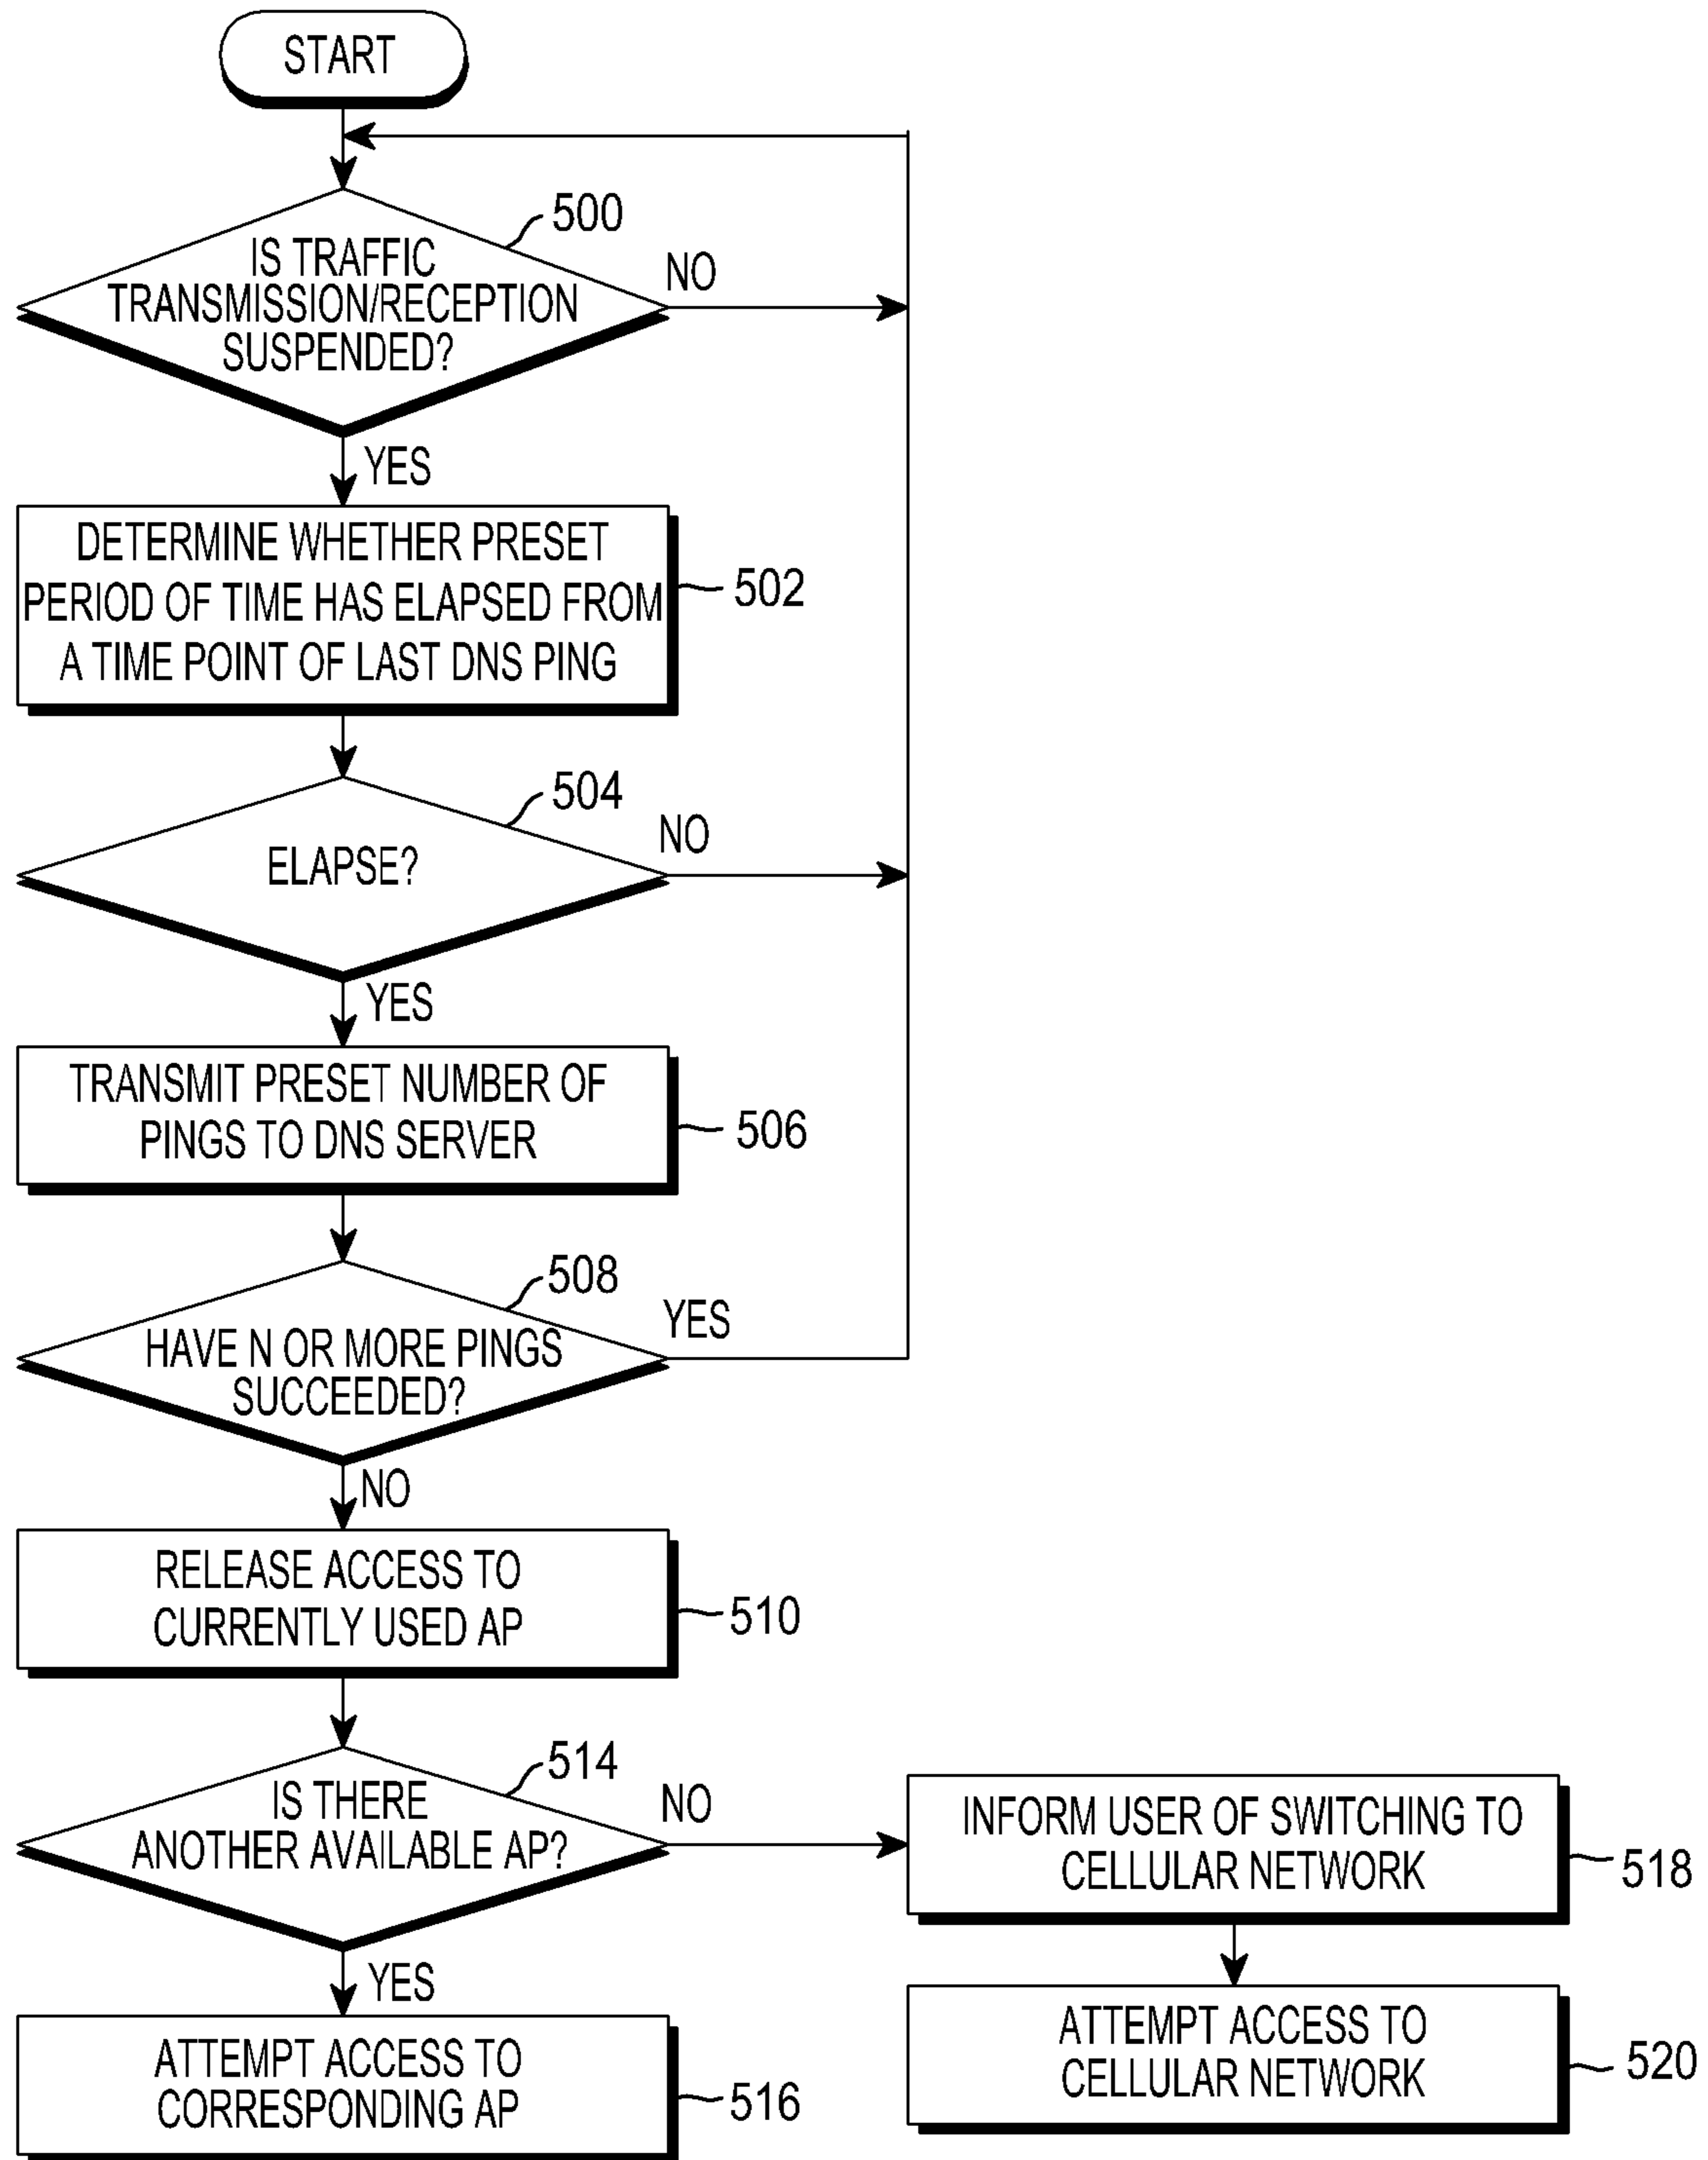 START
500
IS TRAFFIC
TRANSMISSION/RECEPTION
SUSPENDED?
NO
YES
DETERMINE WHETHER PRESET
PERIOD OF TIME HAS ELAPSED FROM
A TIME POINT OF LAST DNS PING
502
504
ELAPSE?
NO
YES
TRANSMIT PRESET NUMBER OF
PINGS TO DNS SERVER
506
508
HAVE N OR MORE PINGS
SUCCEEDED?
YES
NO
RELEASE ACCESS TO
CURRENTLY USED AP
510
514
IS THERE
ANOTHER AVAILABLE AP?
NO
YES
INFORM USER OF SWITCHING TO
CELLULAR NETWORK
518
ATTEMPT ACCESS TO
CORRESPONDING AP
516
ATTEMPT ACCESS TO
CELLULAR NETWORK
520